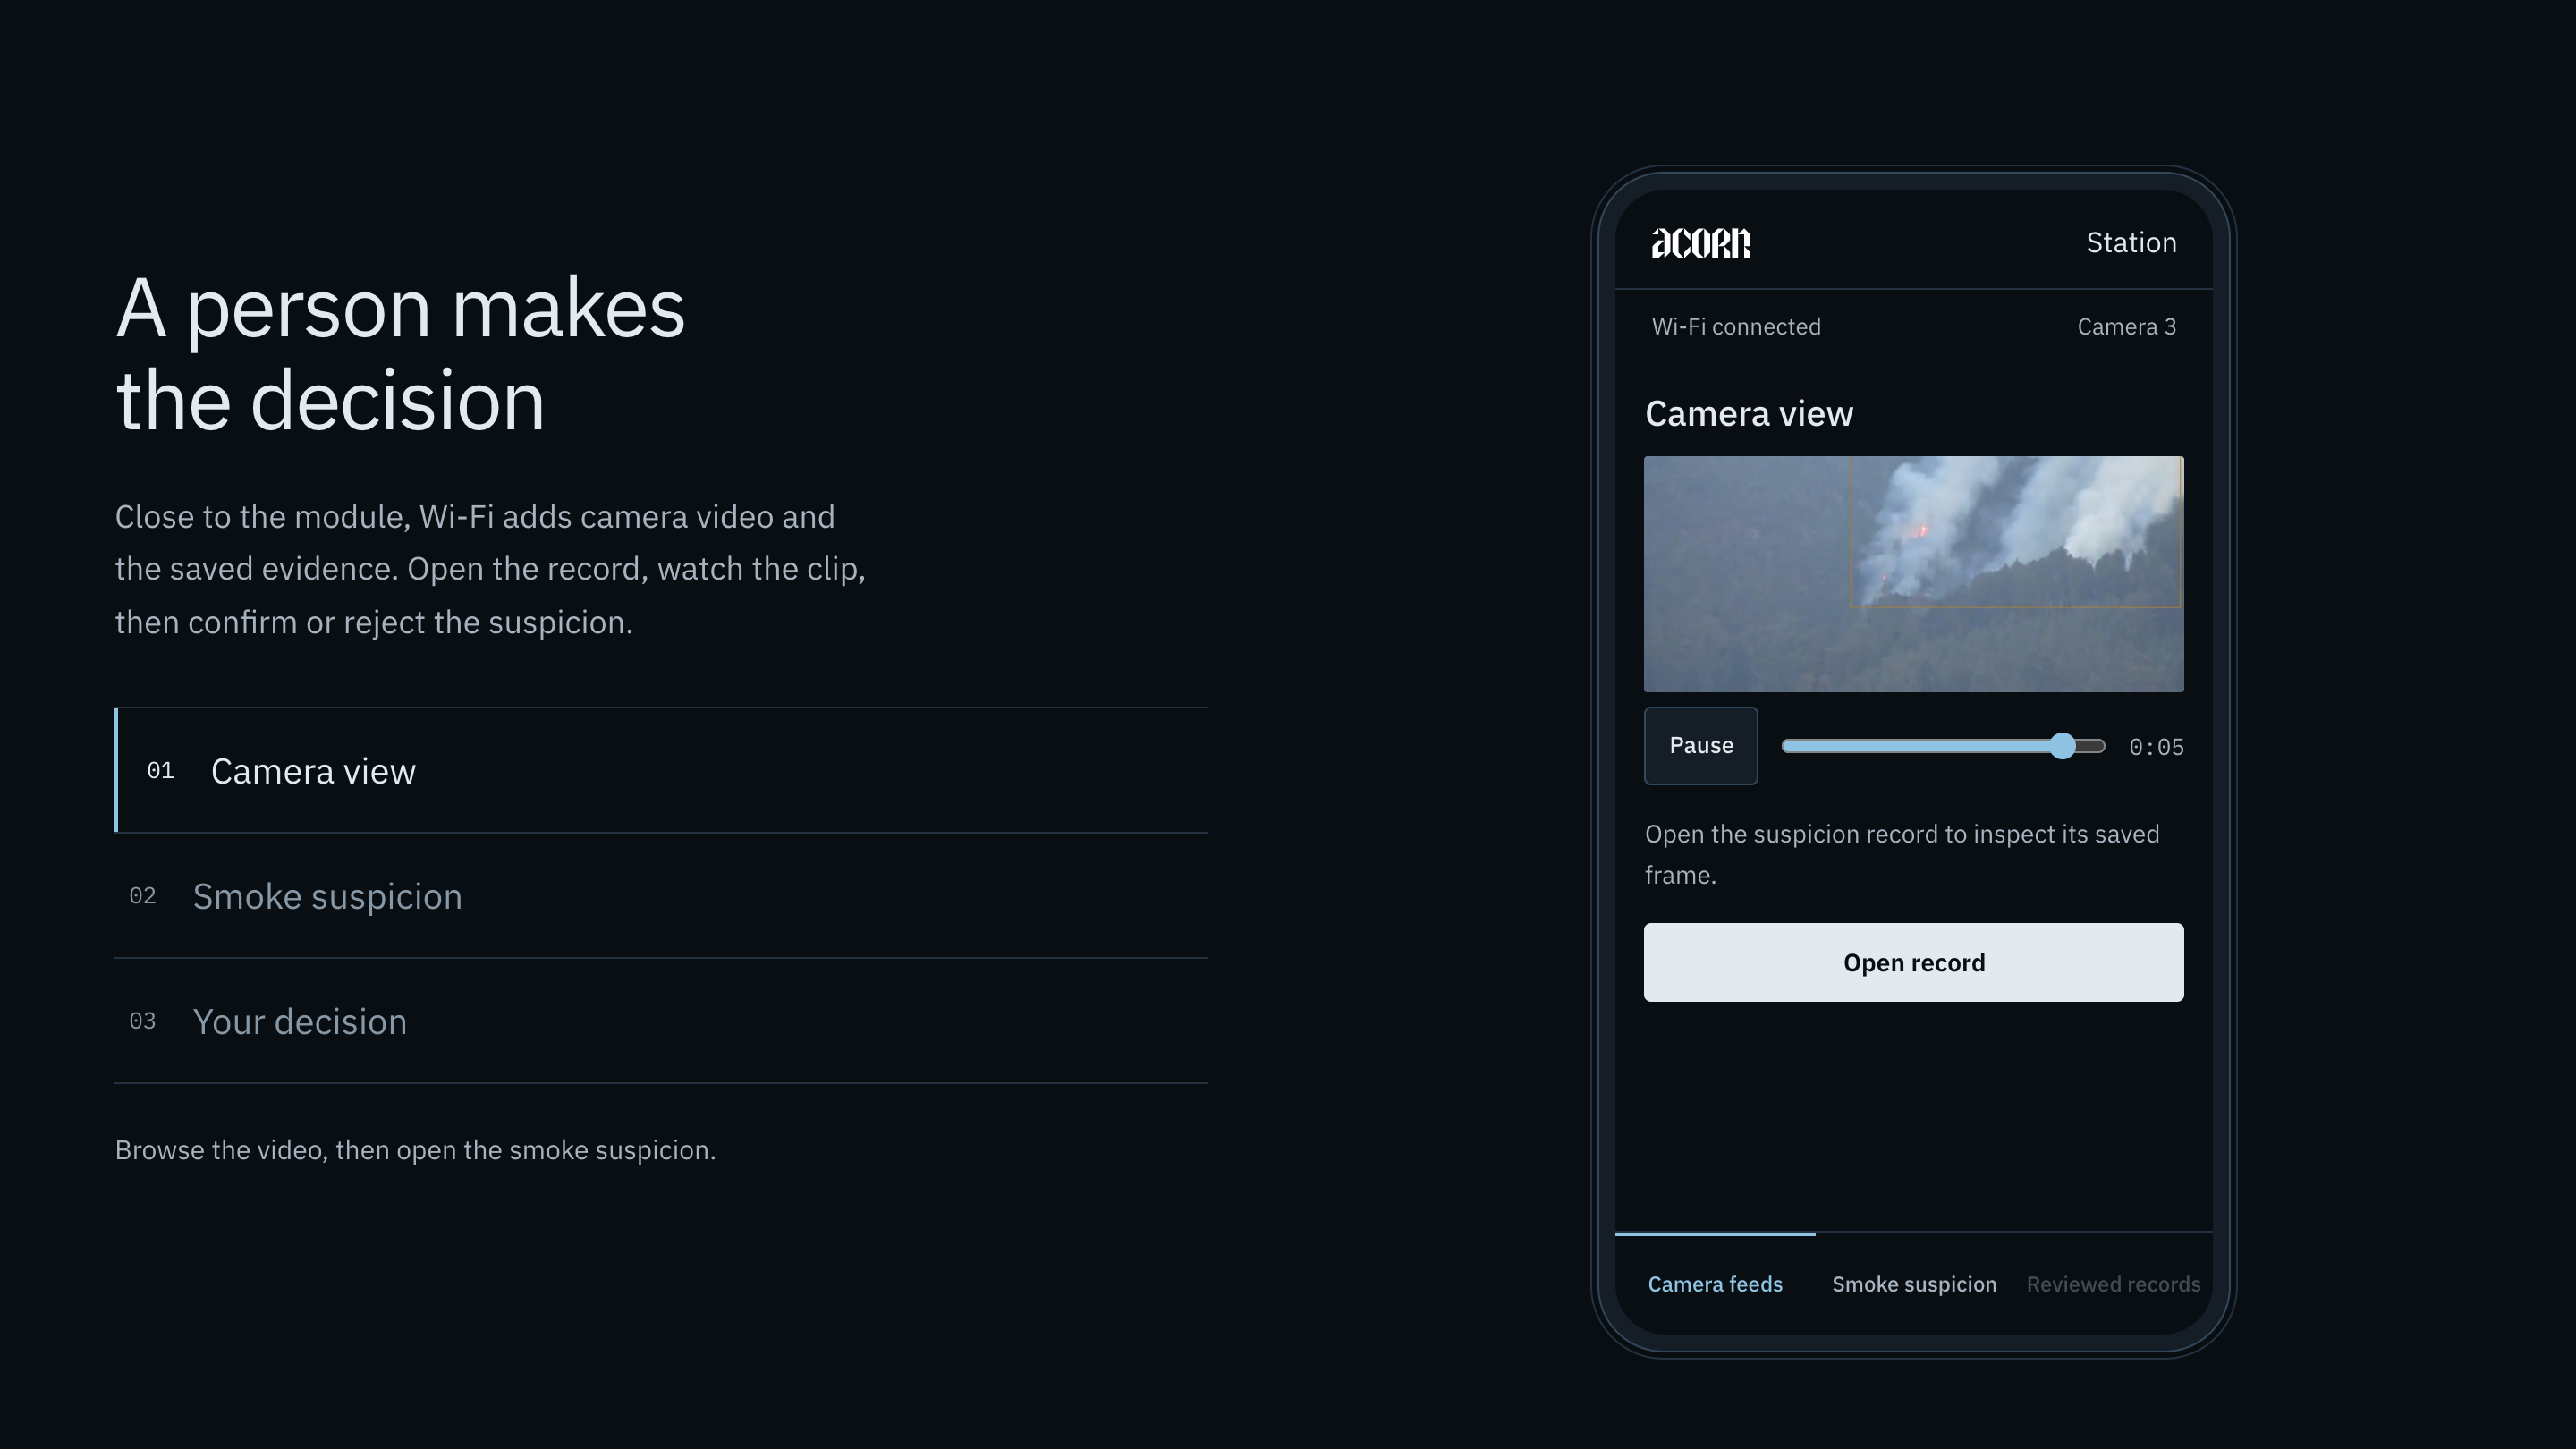 A person makes
the decision
Close to the module, Wi-Fi adds camera video and
the saved evidence. Open the record, watch the clip,
then confirm or reject the suspicion.
01 Camera view
02 Smoke suspicion
03 Your decision
Browse the video, then open the smoke suspicion.
acorn
Station
Wi-Fi connected
Camera 3
Camera view
Pause
0:05
Open the suspicion record to inspect its saved
frame.
Open record
Camera feeds
Smoke suspicion
Reviewed records